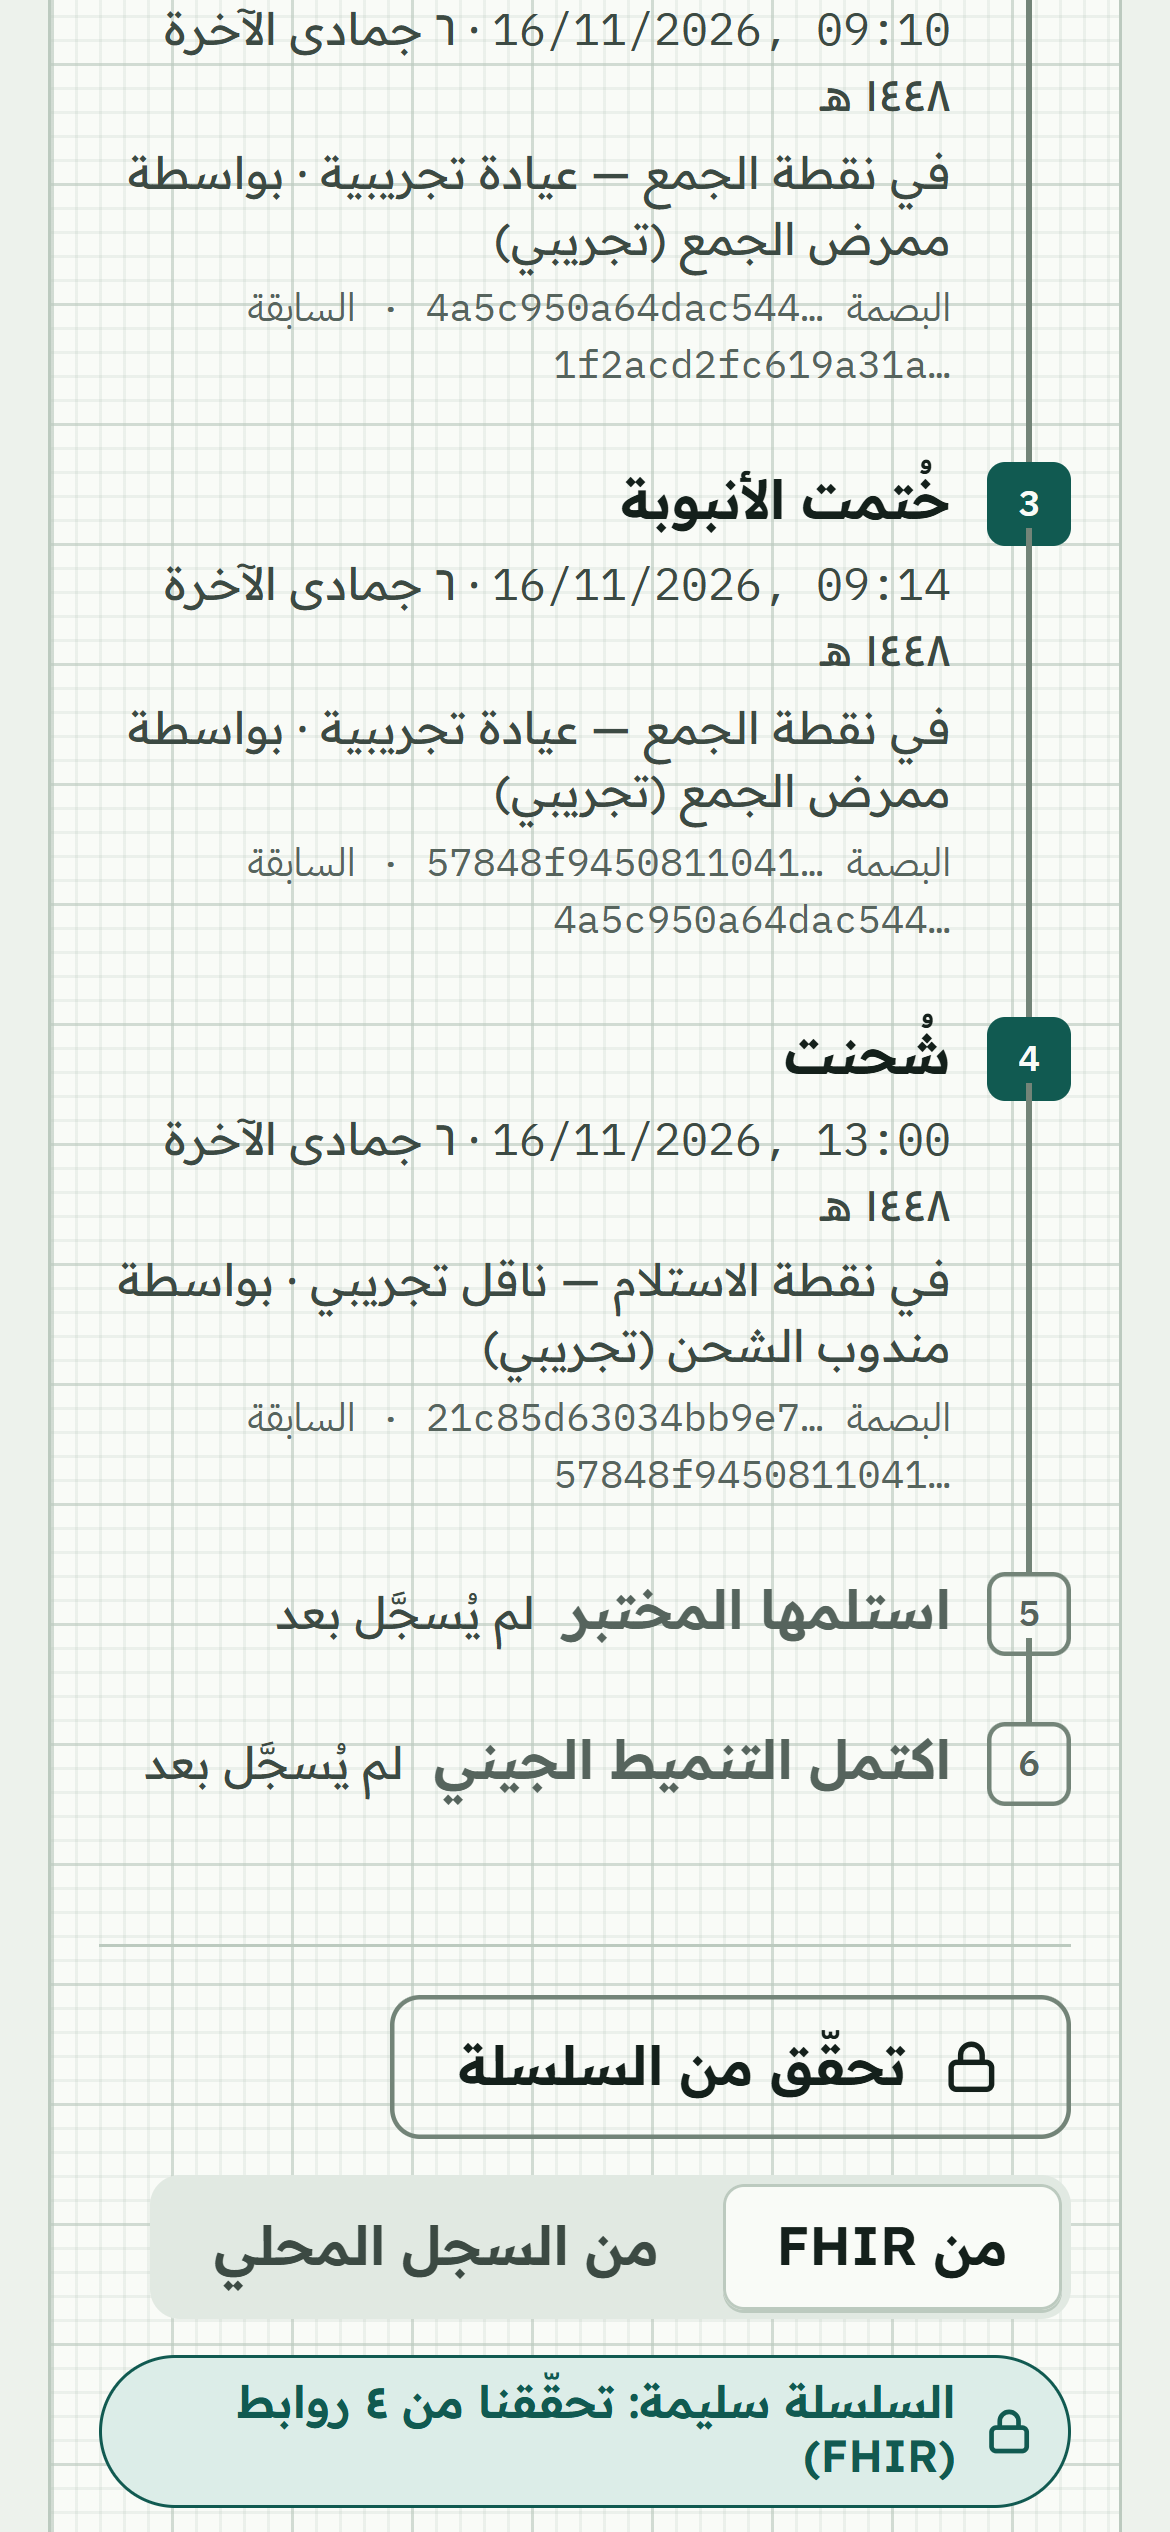 16/11/2026, 09:10 · ٦ جمادى الآخرة
١٤٤٨ هـ
في نقطة الجمع — عيادة تجريبية · بواسطة
ممرض الجمع (تجريبي)
البصمة 4a5c950a64dac544… · السابقة
1f2acd2fc619a31a…
3
خُتمت الأنبوبة
16/11/2026, 09:14 · ٦ جمادى الآخرة
١٤٤٨ هـ
في نقطة الجمع — عيادة تجريبية · بواسطة
ممرض الجمع (تجريبي)
البصمة 57848f9450811041… · السابقة
4a5c950a64dac544…
4
شُحنت
16/11/2026, 13:00 · ٦ جمادى الآخرة
١٤٤٨ هـ
في نقطة الاستلام — ناقل تجريبي · بواسطة
مندوب الشحن (تجريبي)
البصمة 21c85d63034bb9e7… · السابقة
57848f9450811041…
5
استلمها المختبر لم يُسجَّل بعد
6
اكتمل التنميط الجيني لم يُسجَّل بعد
تحقّق من السلسلة
من FHIR
من السجل المحلي
السلسلة سليمة: تحقّقنا من ٤ روابط
(FHIR)